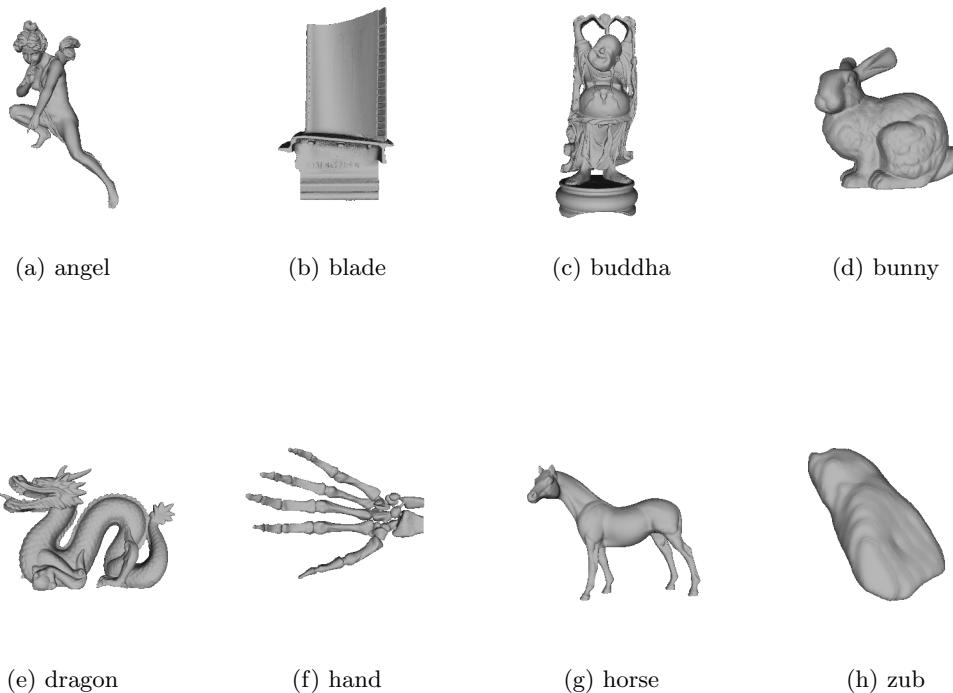 (a) angel
(b) blade
(c) buddha
(d) bunny
(e) dragon
(f) hand
(g) horse
(h) zub